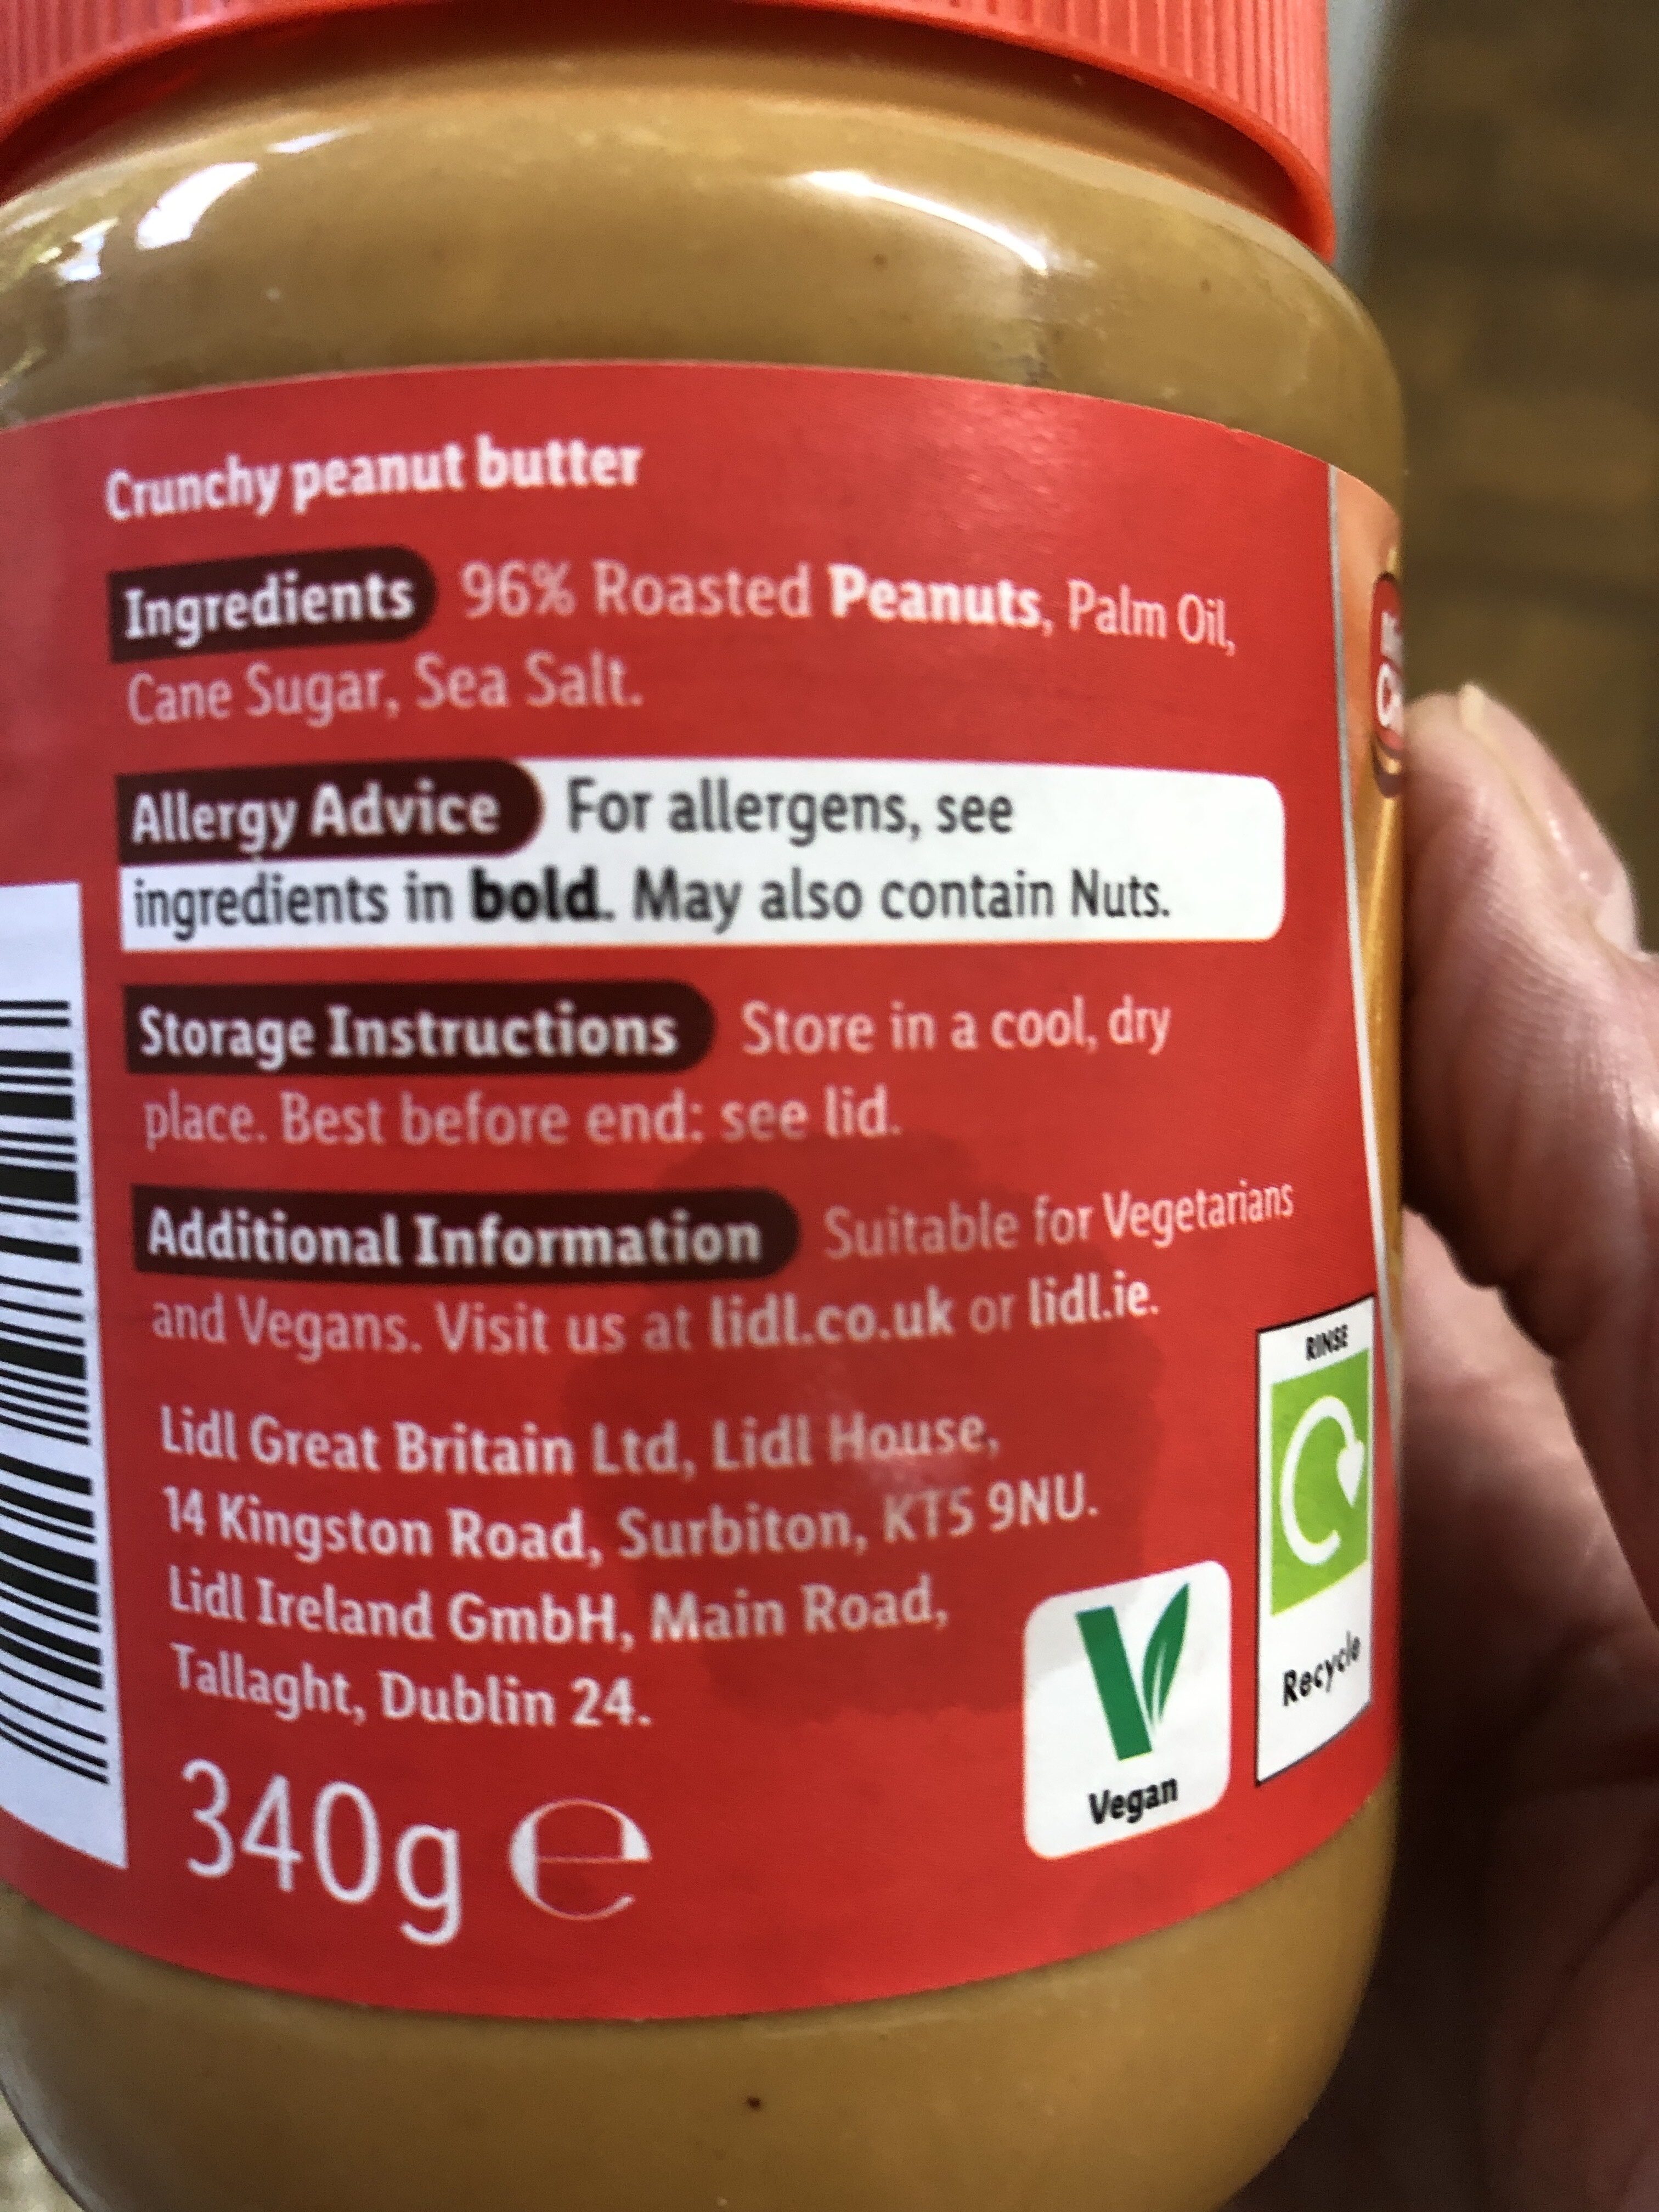 Crunchy peanut butter
Ingredients 96% Roasted Peanuts, Palm Oil,
Cane Sugar, Sea Salt.
Allergy Advice For allergens, see
ingredients in bold. May also contain Nuts.
Storage Instructions Store in a cool, dry
place. Best before end: see lid.
Additional Information Suitable for Vegetarians
and Vegans. Visit us at lidl.co.uk or lidl.ie.
Lidl Great Britain Ltd, Lidl House,
14 Kingston Road, Surbiton, KT5 9NU.
Lidl Ireland GmbH, Main Road,
Tallaght, Dublin 24.
340g e
Vegan
RINSE
Recycle